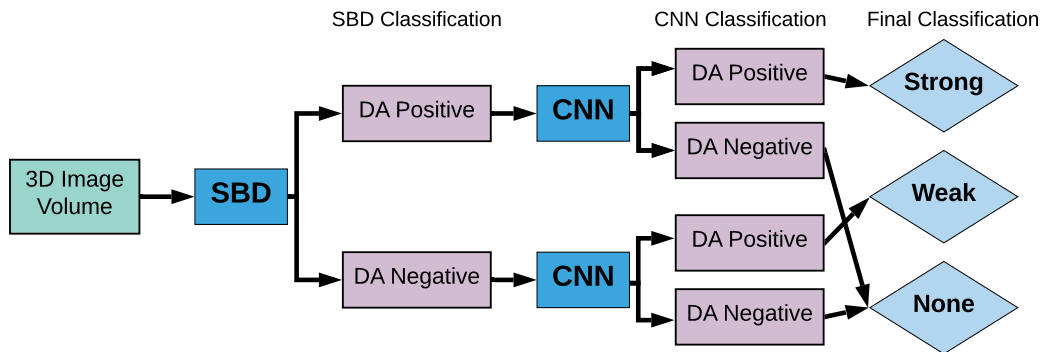 SBD Classification
CNN Classification
Final Classification
3D Image
Volume
SBD
DA Positive
DA Negative
CNN
CNN
DA Positive
DA Negative
DA Positive
DA Negative
Strong
Weak
None